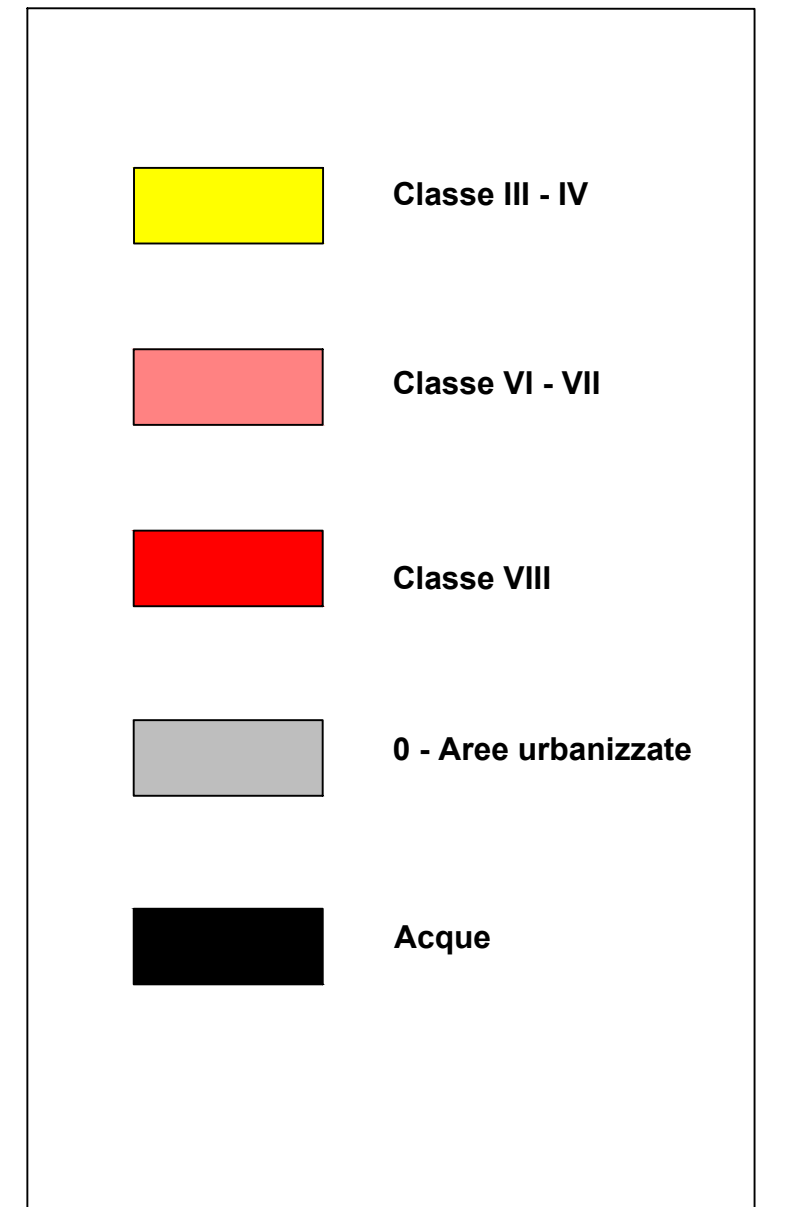 Classe III - IV
Classe VI - VII
Classe VIII
0 - Aree urbanizzate
Acque